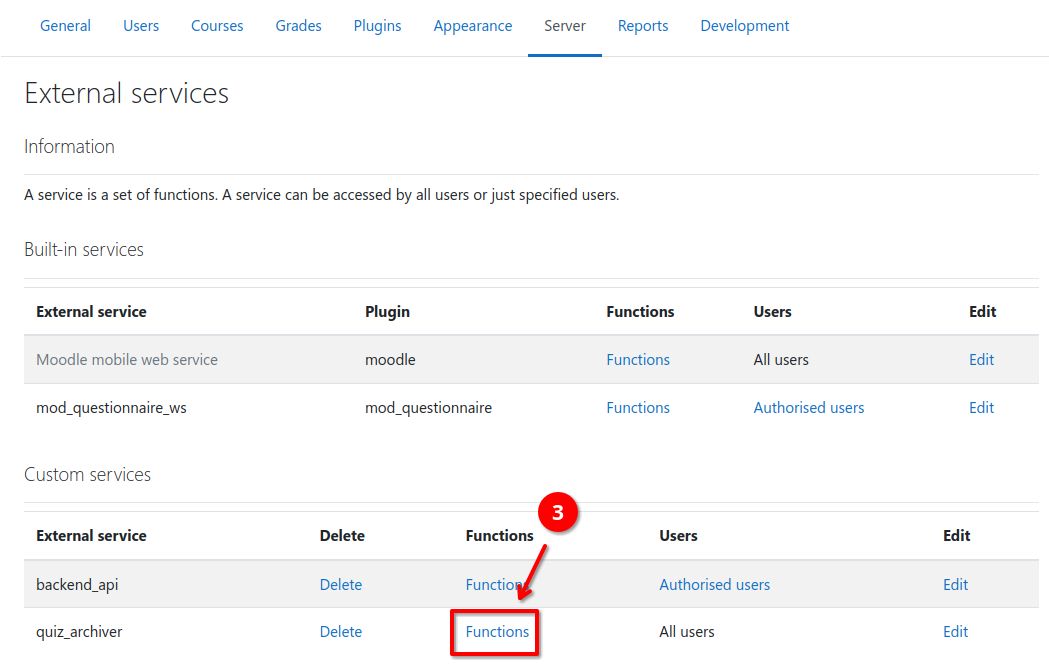 General Users Courses Grades Plugins Appearance Server Reports Development
External services
Information
A service is a set of functions. A service can be accessed by all users or just specified users.
Built-in services
External service Plugin Functions Users Edit
Moodle mobile web service moodle Functions All users Edit
mod_questionnaire_ws mod_questionnaire Functions Authorised users Edit
Custom services
3
External service Delete Functions Users Edit
backend_api Delete Functions Authorised users Edit
quiz_archiver Delete Functions All users Edit